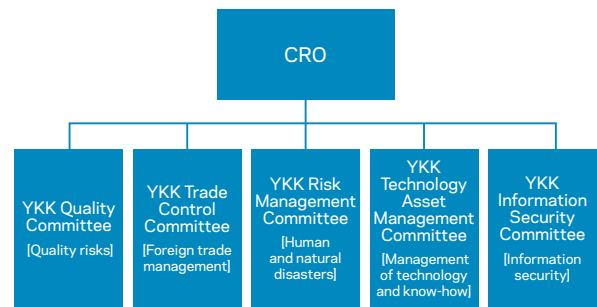 CRO
YKK Quality
Committee
[Quality risks]
YKK Trade
Control
Committee
[Foreign trade
management]
YKK Risk
Management
Committee
[Human
and natural
disasters]
YKK
Technology
Asset
Management
Committee
[Management
of technology
and know-how]
YKK
Information
Security
Committee
[Information
security]